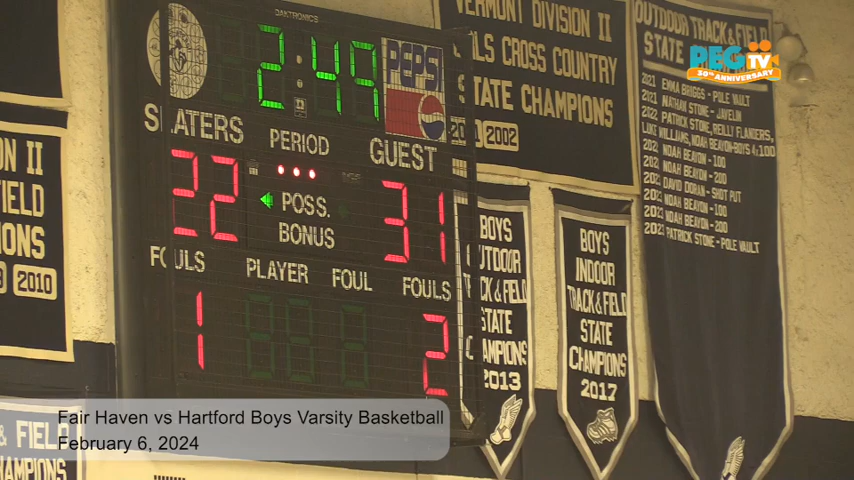 DAKTRONICS
2:49
PEPSI
SLATERS
PERIOD
GUEST
22
POSS.
31
BONUS
FOULS
PLAYER
FOUL
FOULS
1
2
VERMONT DIVISION II
CROSS COUNTRY
STATE CHAMPIONS
2002
OUTDOOR TRACK & FIELD
STATE
PEGTV
30th ANNIVERSARY
2021 EMMA BRIGGS - POLE VAULT
2021 NATHAN STONE - JAVELIN
PATRICK STONE, REILLY FLANDERS,
LUKE WILLIAMS, NOAH BEAYON-BOYS 4x100
NOAH BEAYON - 100
NOAH BEAYON - 200
DAVID DORAN - SHOT PUT
NOAH BEAYON - 100
NOAH BEAYON - 200
PATRICK STONE - POLE VAULT
BOYS
OUTDOOR
TRACK & FIELD
STATE
CHAMPIONS
2013
BOYS
INDOOR
TRACK & FIELD
STATE
CHAMPIONS
2017
ON II
FIELD
IONS
2010
& FIELD
AMPIONS
Fair Haven vs Hartford Boys Varsity Basketball
February 6, 2024